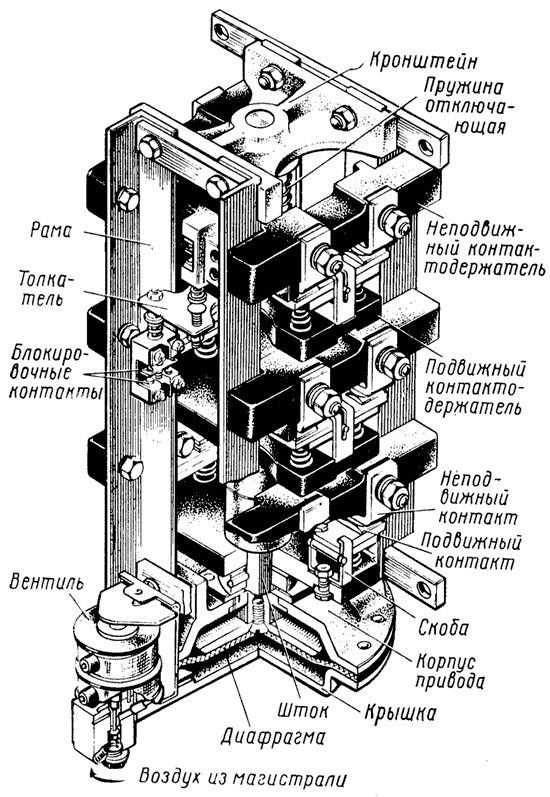 Кронштейн
Пружина
отключа-
ющая
Рама
Неподвиж-
ный контак-
тодержатель
Толка-
тель
Блокиро-
вочные
контакты
Подвижный
контакто-
держатель
Непод-
вижный
контакт
Подвижный
контакт
Вентиль
Скоба
Корпус
привода
Шток
Крышка
Диафрагма
Воздух из магистрали